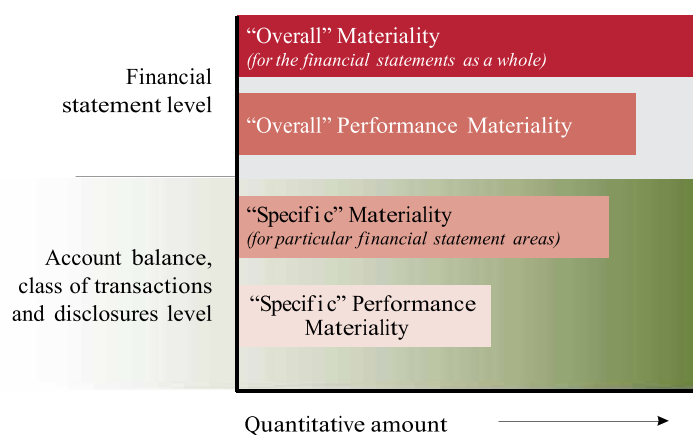 “Overall” Materiality
(for the financial statements as a whole)
Financial
statement level
“Overall” Performance Materiality
“Specific” Materiality
(for particular financial statement areas)
Account balance,
class of transactions
and disclosures level
“Specific” Performance
Materiality
Quantitative amount